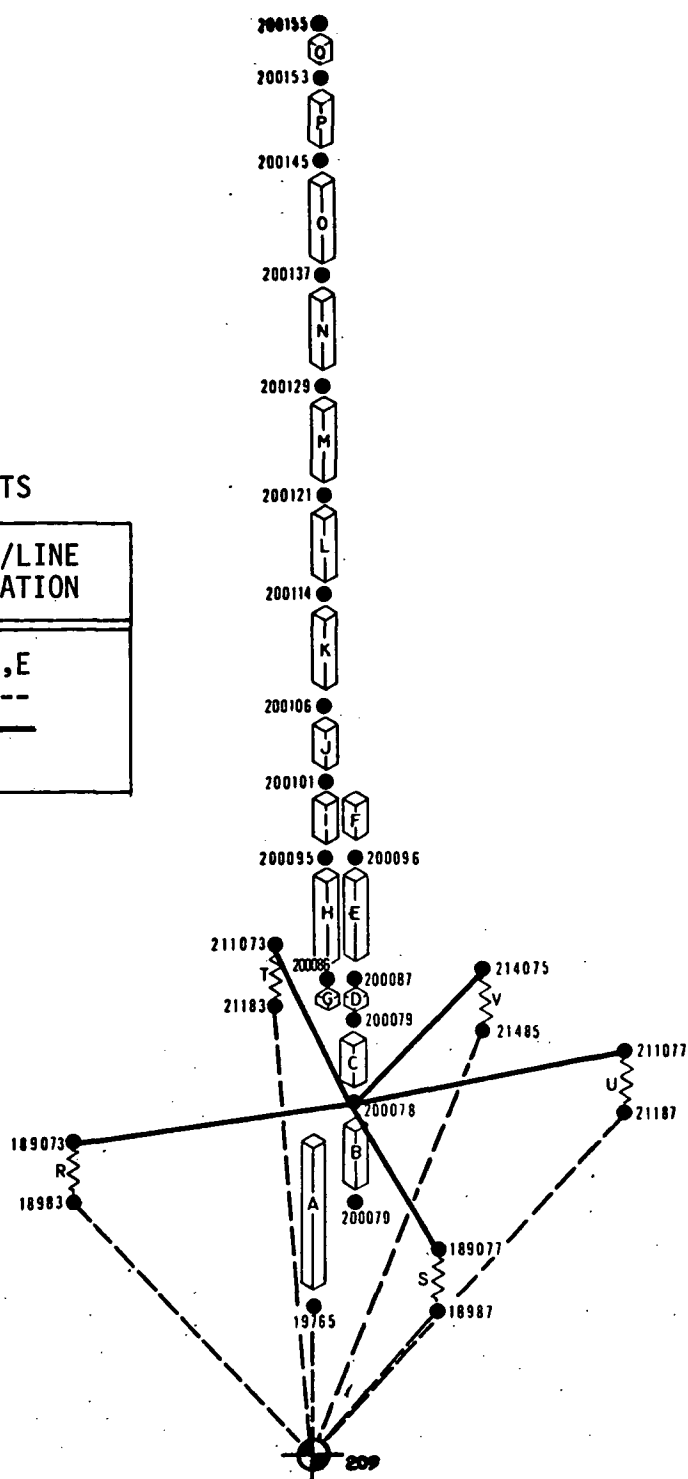 200155
Q
200153
P
200145
O
200137
N
200129
M
200121
L
TS
/LINE
ATION
,E
--
200114
K
200106
J
200101
I F
200095 200096
H E
211073
200086 200087
214075
T
G D
V
21183
200079
21485
C
211077
U
200078
21187
189073
B
R
A
18983
200070
189077
S
19765
18987
209